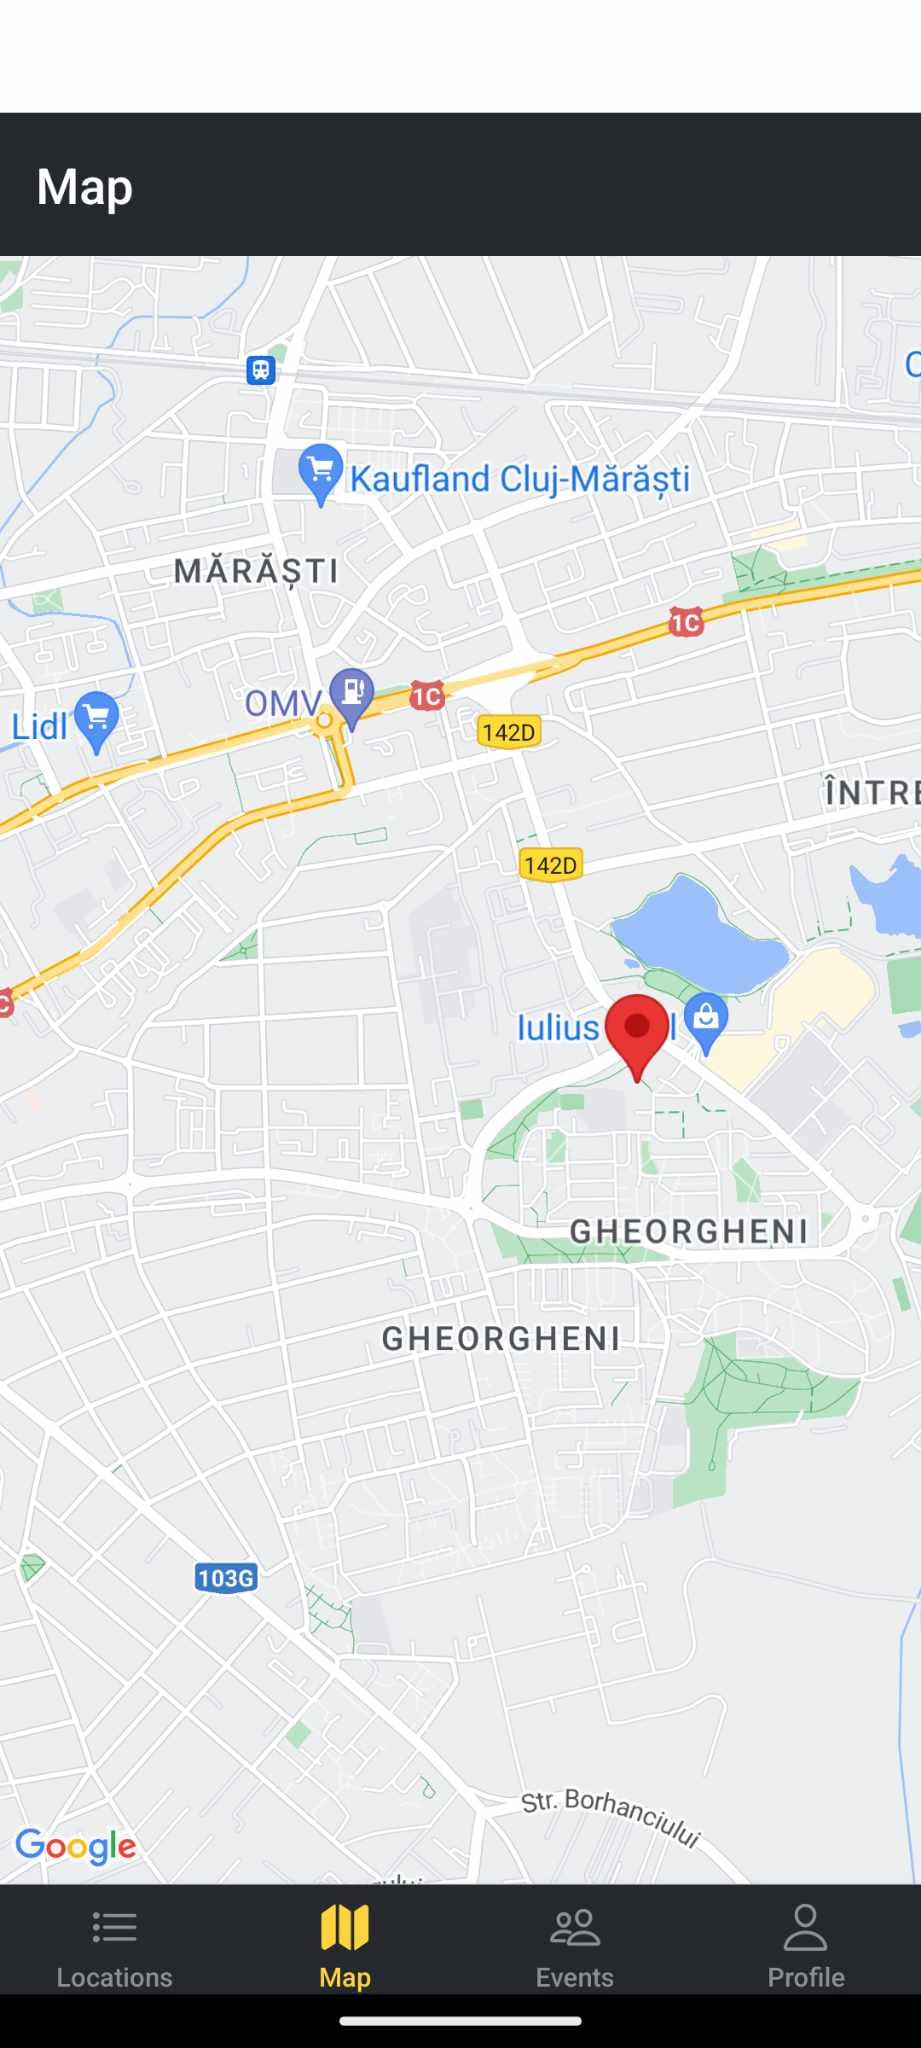 Map
Kaufland Cluj-Mărăști
MĂRĂȘTI
1C
OMV
1C
Lidl
142D
ÎNTRE
142D
Iulius
GHEORGHENI
GHEORGHENI
103G
Str. Borhanciului
Google
Locations
Map
Events
Profile